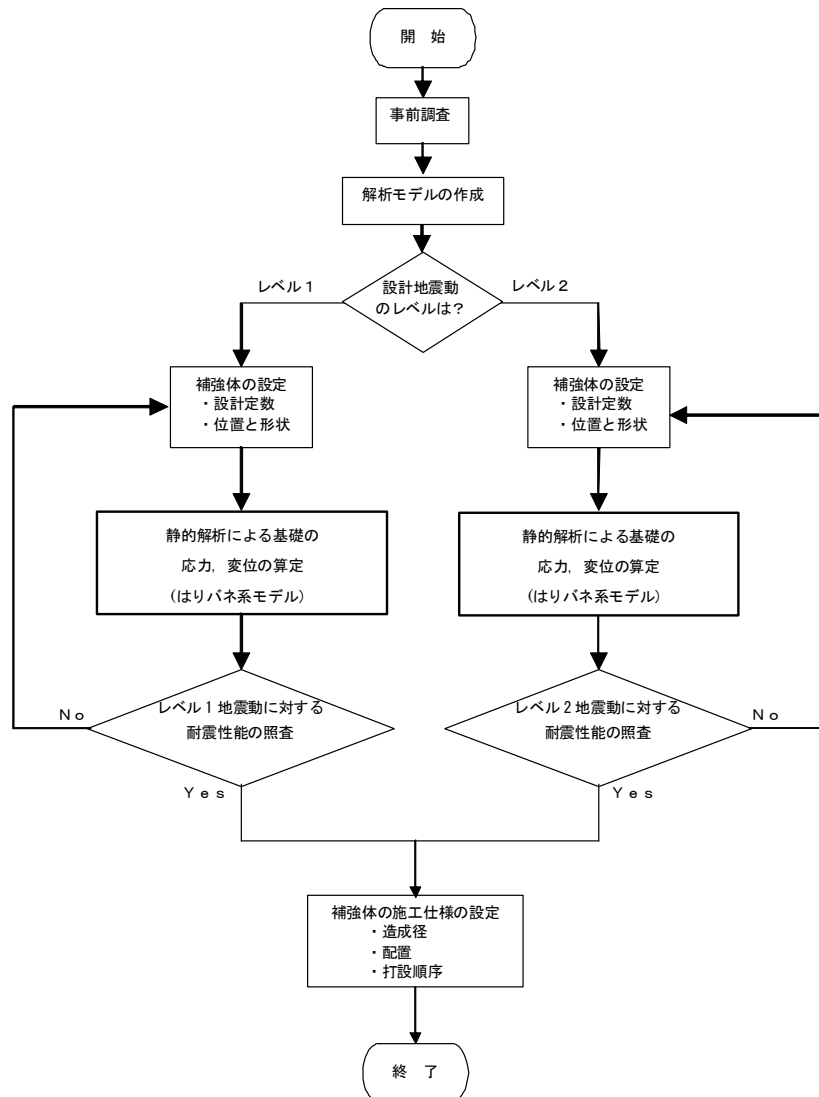 開　始
事前調査
解析モデルの作成
レベル１
設計地震動
のレベルは？
レベル２
補強体の設定
・設計定数
・位置と形状
補強体の設定
・設計定数
・位置と形状
静的解析による基礎の
応力，変位の算定
(はりバネ系モデル)
静的解析による基礎の
応力，変位の算定
(はりバネ系モデル)
Ｎｏ
レベル１地震動に対する
耐震性能の照査
レベル２地震動に対する
耐震性能の照査
Ｎｏ
Ｙｅｓ
Ｙｅｓ
補強体の施工仕様の設定
・造成径
・配置
・打設順序
終　了